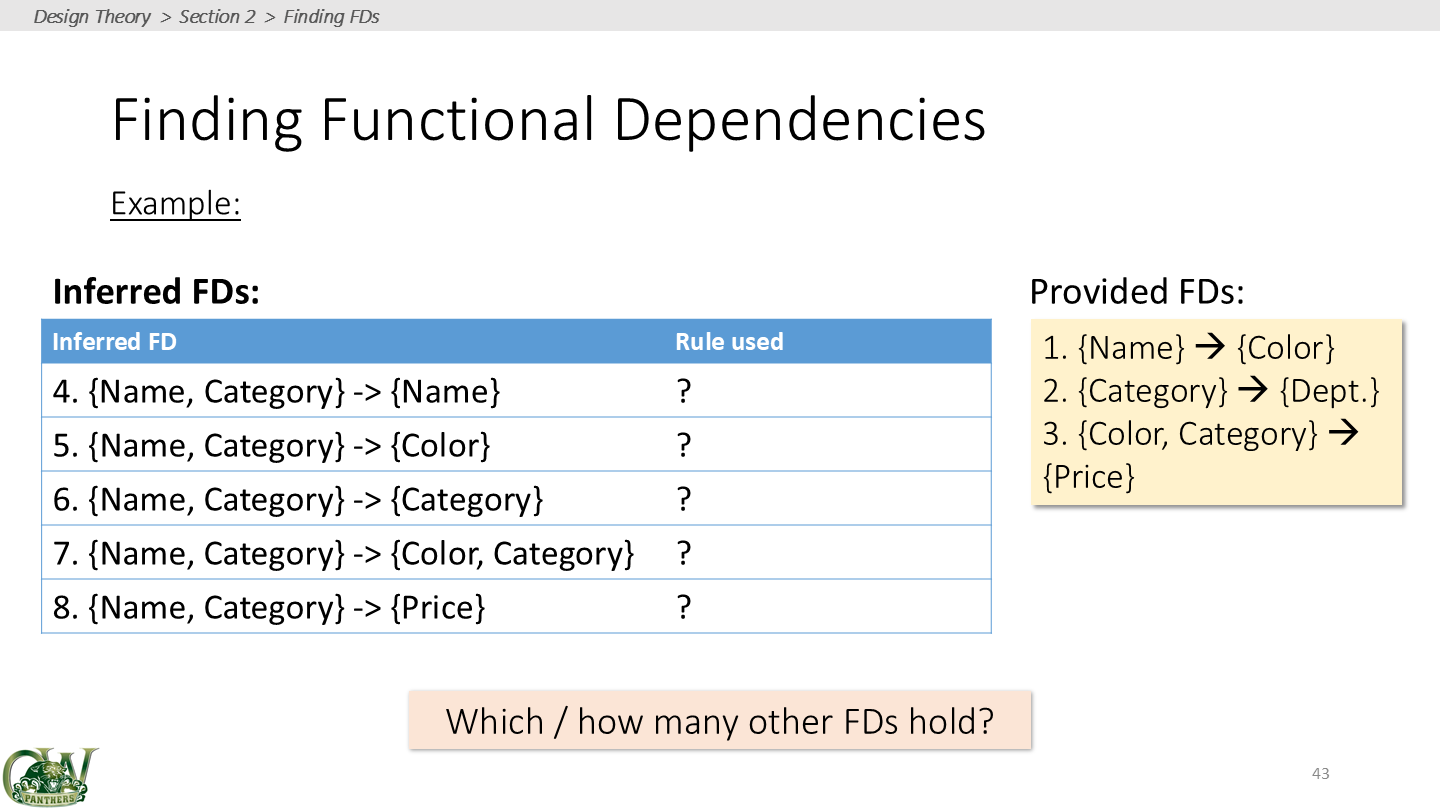 Design Theory > Section 2 > Finding FDs
Finding Functional Dependencies
Example:
Inferred FDs:
Inferred FD Rule used
4. {Name, Category} -> {Name} ?
5. {Name, Category} -> {Color} ?
6. {Name, Category} -> {Category} ?
7. {Name, Category} -> {Color, Category} ?
8. {Name, Category} -> {Price} ?
Provided FDs:
1. {Name} → {Color}
2. {Category} → {Dept.}
3. {Color, Category} →
{Price}
Which / how many other FDs hold?
OW
PANTHERS
43